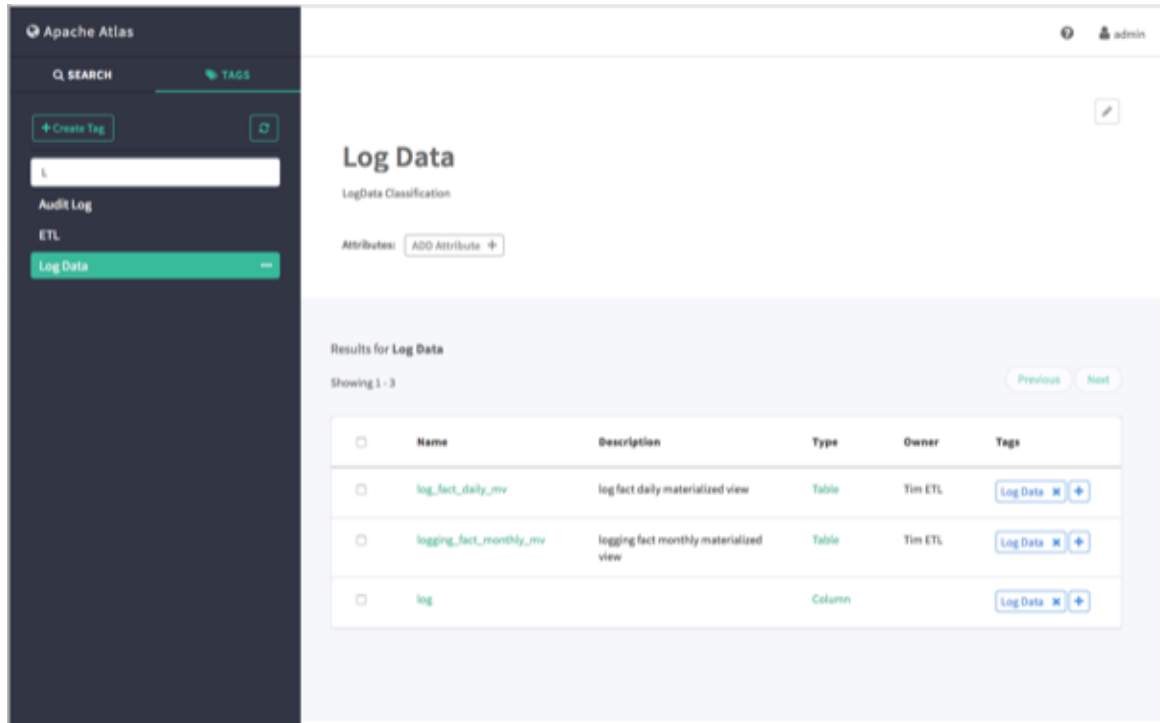 Apache Atlas
admin
SEARCH TAGS
+ Create Tag
L
Audit Log
ETL
Log Data
Log Data
LogData Classification
Attributes: ADD Attribute +
Results for Log Data
Showing 1 - 3
Previous Next
Name Description Type Owner Tags
log_fact_daily_mv log fact daily materialized view Table Tim ETL Log Data
logging_fact_monthly_mv logging fact monthly materialized view Table Tim ETL Log Data
log Column Log Data